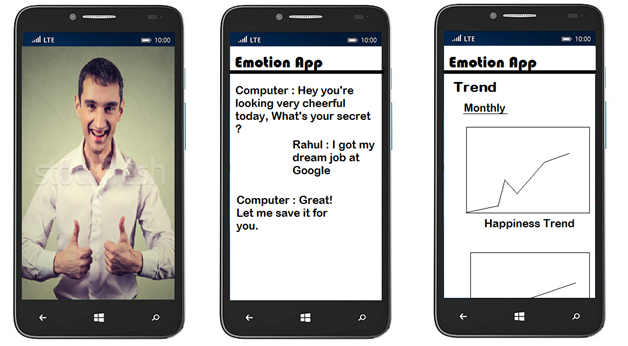 LTE 10:00
LTE 10:00
Emotion App
Computer : Hey you're
looking very cheerful
today, What's your secret
?
Rahul : I got my
dream job at
Google
Computer : Great!
Let me save it for
you.
LTE 10:00
Emotion App
Trend
Monthly
Happiness Trend